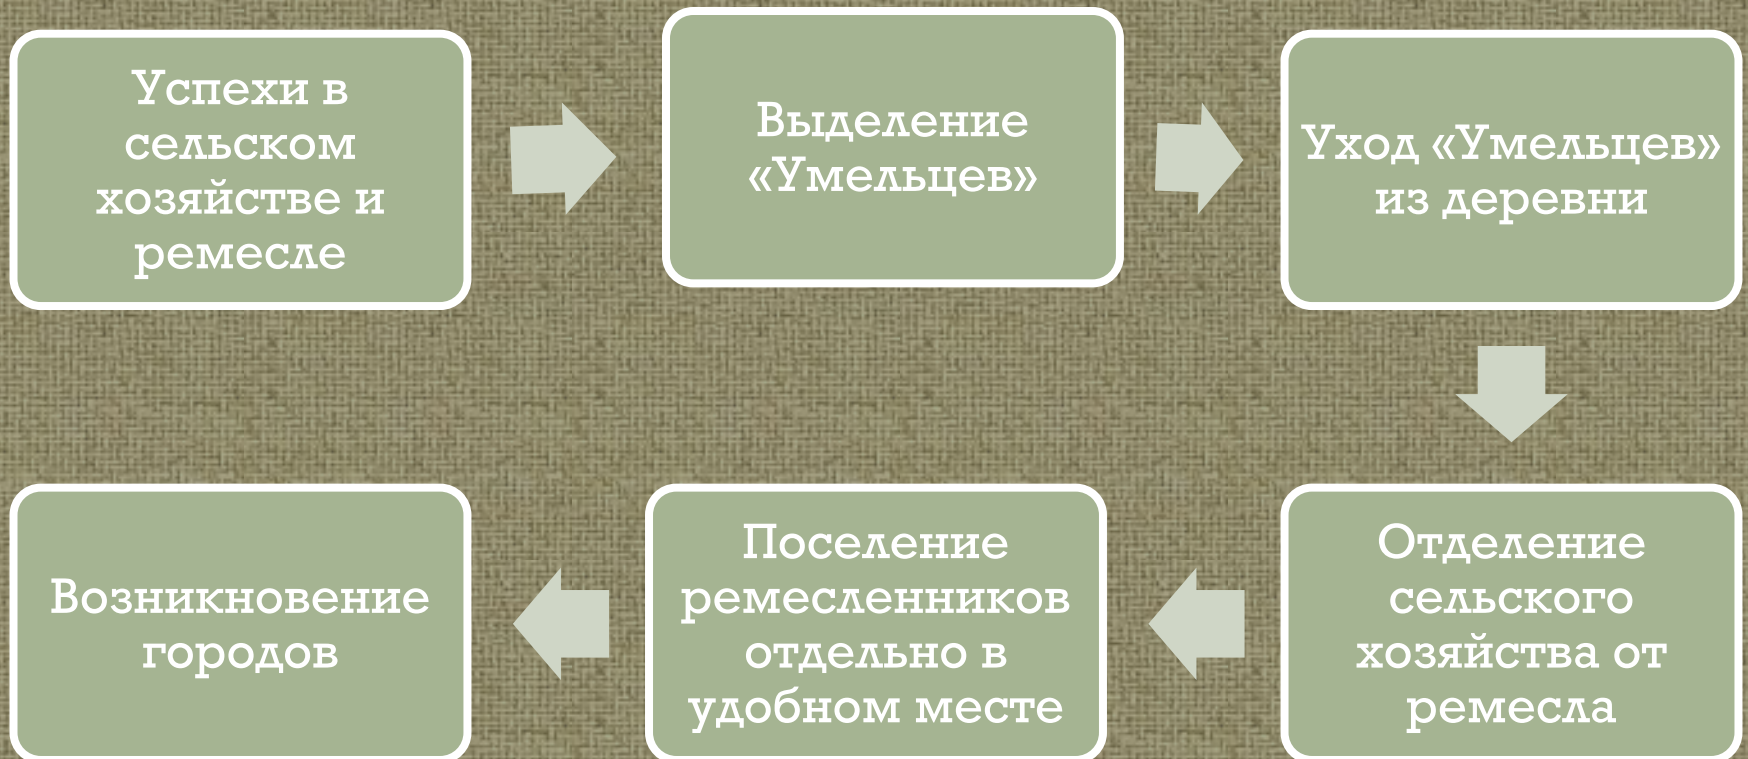 Успехи в
сельском
хозяйстве и
ремесле
Выделение
«Умельцев»
Уход «Умельцев»
из деревни
Отделение
сельского
хозяйства от
ремесла
Поселение
ремесленников
отдельно в
удобном месте
Возникновение
городов